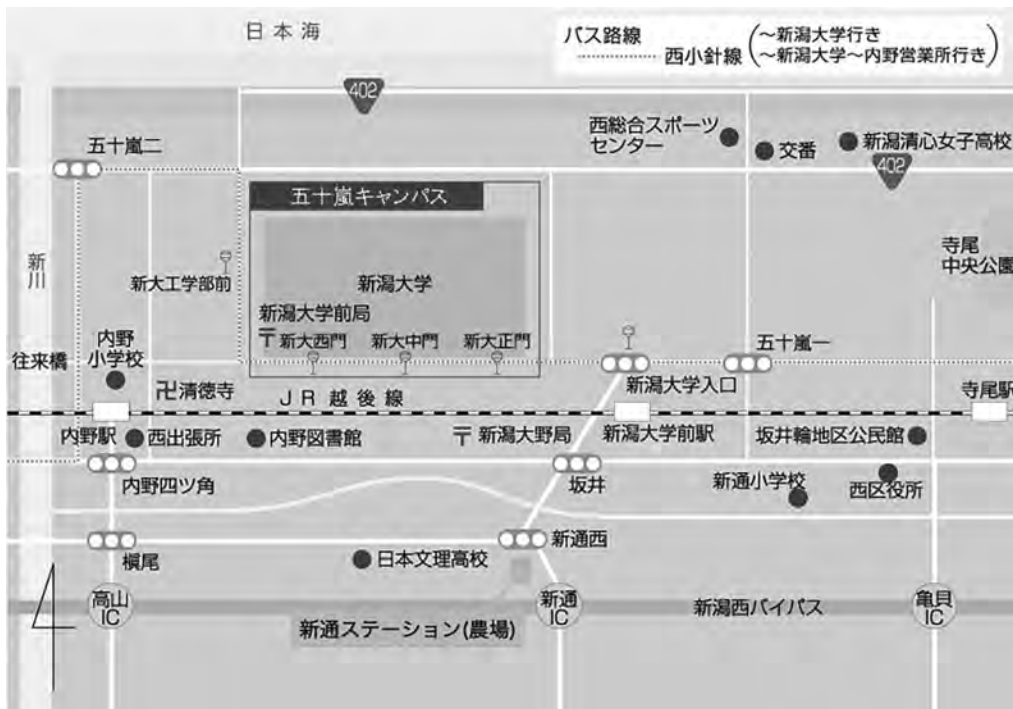 日本海
バス路線
西小針線
～新潟大学行き
～新潟大学～内野営業所行き
402
五十嵐二
西総合スポーツ
センター
交番
新潟清心女子高校
402
五十嵐キャンパス
新川
新大工学部前
新潟大学
寺尾
中央公園
新潟大学前局
〒
新大西門
新大中門
新大正門
内野
小学校
往来橋
五十嵐一
新潟大学入口
卍清徳寺
JR越後線
寺尾駅
内野駅
西出張所
内野図書館
〒新潟大野局
新潟大学前駅
坂井輪地区公民館
内野四ツ角
坂井
新通小学校
西区役所
槇尾
日本文理高校
新通西
高山
IC
新通
IC
新潟西バイパス
亀貝
IC
新通ステーション(農場)